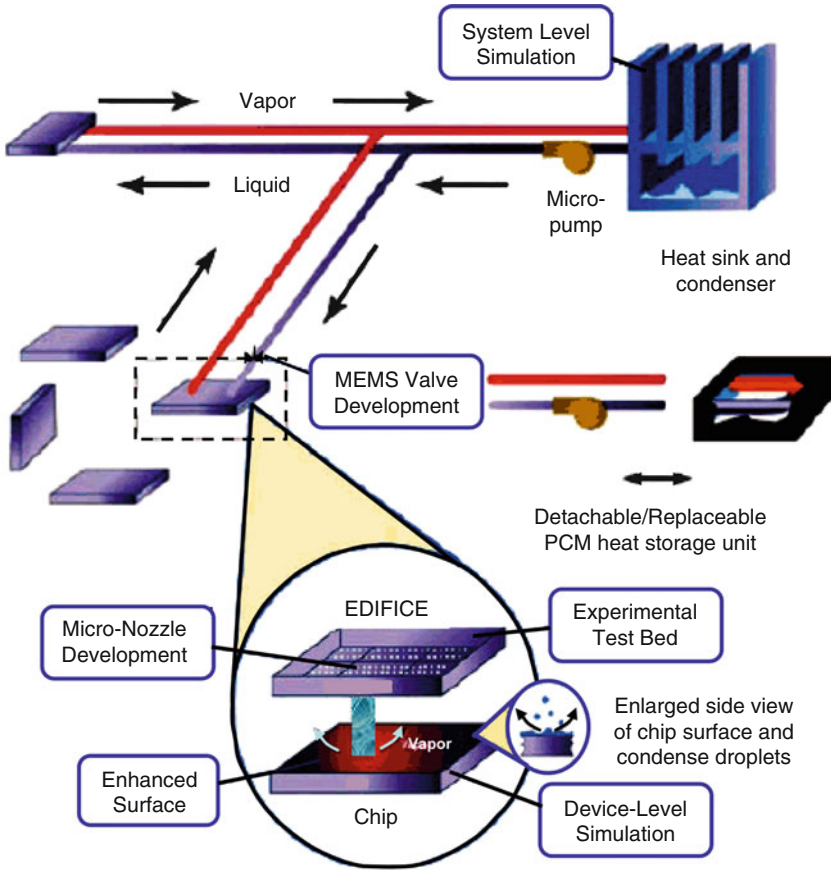 System Level
Simulation
Vapor
Liquid
Micro-
pump
Heat sink and
condenser
MEMS Valve
Development
Detachable/Replaceable
PCM heat storage unit
EDIFICE
Micro-Nozzle
Development
Experimental
Test Bed
Enlarged side view
of chip surface and
condense droplets
Vapor
Enhanced
Surface
Chip
Device-Level
Simulation